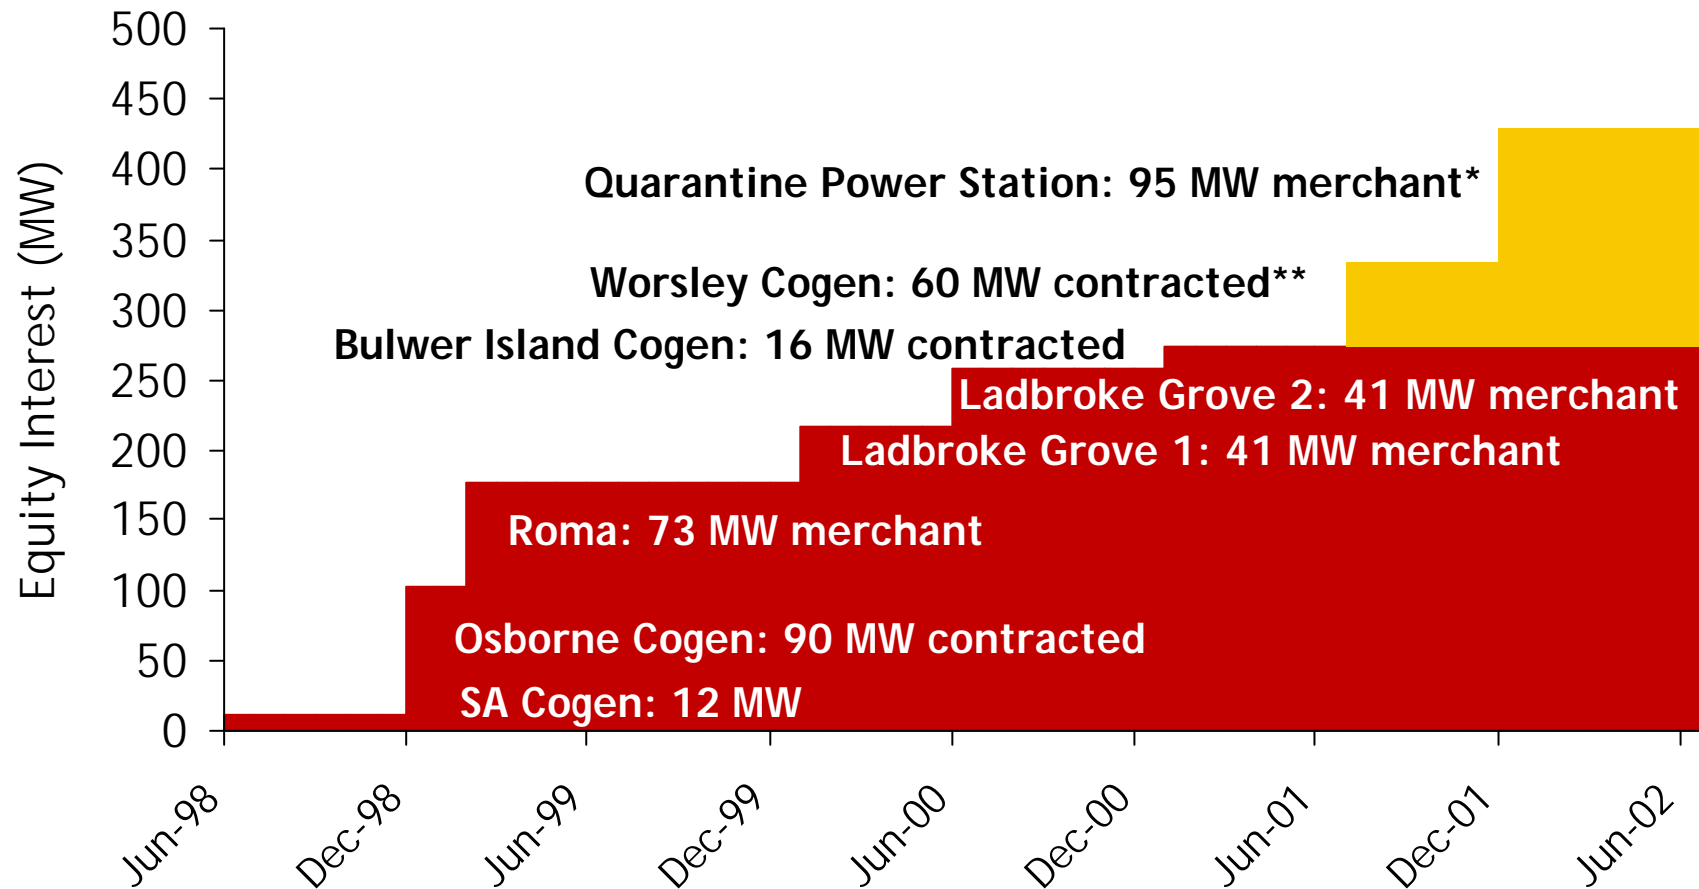 500
450
400
350
300
250
200
150
100
50
0
Equity Interest (MW)
Quarantine Power Station: 95 MW merchant*
Worsley Cogen: 60 MW contracted**
Bulwer Island Cogen: 16 MW contracted
Ladbroke Grove 2: 41 MW merchant
Ladbroke Grove 1: 41 MW merchant
Roma: 73 MW merchant
Osborne Cogen: 90 MW contracted
SA Cogen: 12 MW
Jun-98
Dec-98
Jun-99
Dec-99
Jun-00
Dec-00
Jun-01
Dec-01
Jun-02